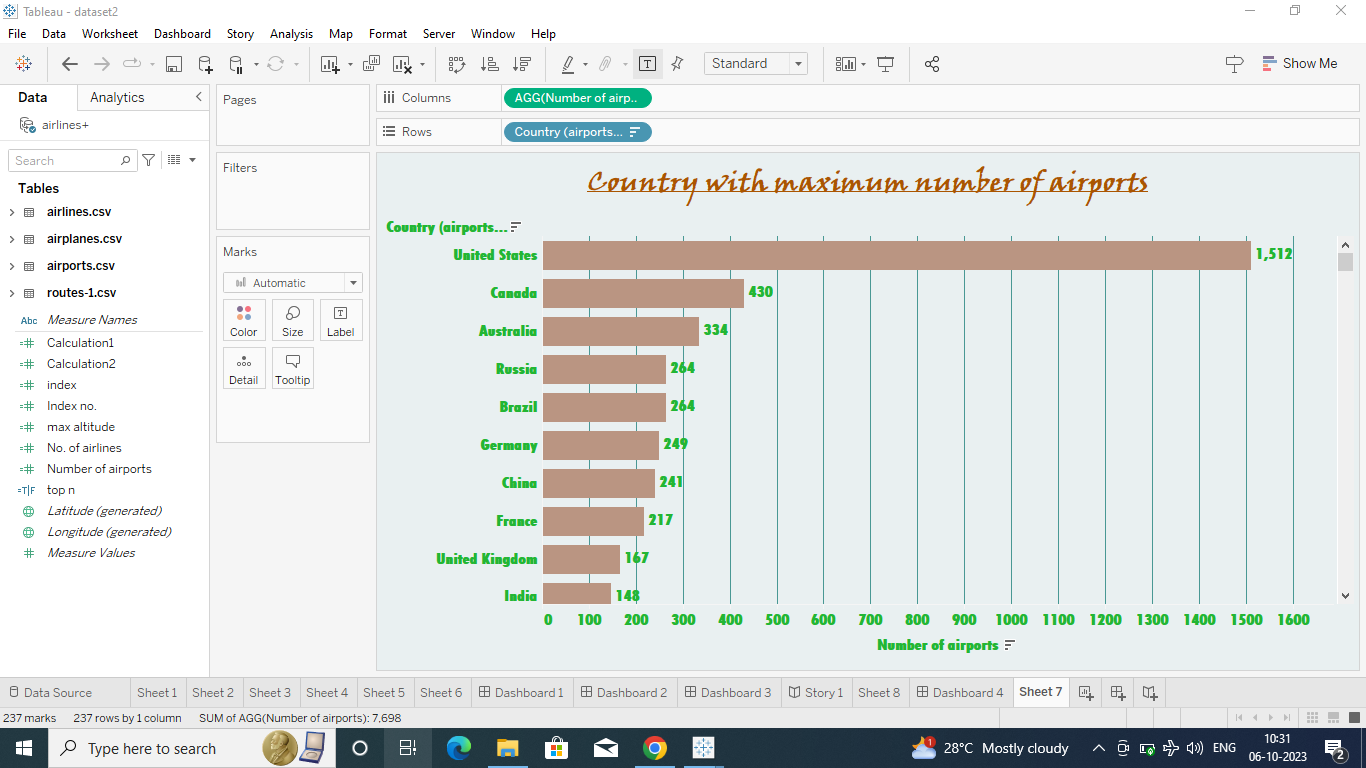 Tableau - dataset2
File Data Worksheet Dashboard Story Analysis Map Format Server Window Help
Standard
Show Me
Data Analytics
airlines+
Search
Tables
airlines.csv
airplanes.csv
airports.csv
routes-1.csv
Abc Measure Names
Calculation1
Calculation2
index
Index no.
max altitude
No. of airlines
Number of airports
T|F top n
Latitude (generated)
Longitude (generated)
Measure Values
Pages
Filters
Marks
Automatic
Color Size Label
Detail Tooltip
Columns AGG(Number of airp..
Rows Country (airports...
Country with maximum number of airports
Country (airports...
United States 1,512
Canada 430
Australia 334
Russia 264
Brazil 264
Germany 249
China 241
France 217
United Kingdom 167
India 148
0 100 200 300 400 500 600 700 800 900 1000 1100 1200 1300 1400 1500 1600
Number of airports
Data Source Sheet 1 Sheet 2 Sheet 3 Sheet 4 Sheet 5 Sheet 6 Dashboard 1 Dashboard 2 Dashboard 3 Story 1 Sheet 8 Dashboard 4 Sheet 7
237 marks 237 rows by 1 column SUM of AGG(Number of airports): 7,698
Type here to search
1 28°C Mostly cloudy ENG 10:31
06-10-2023 2